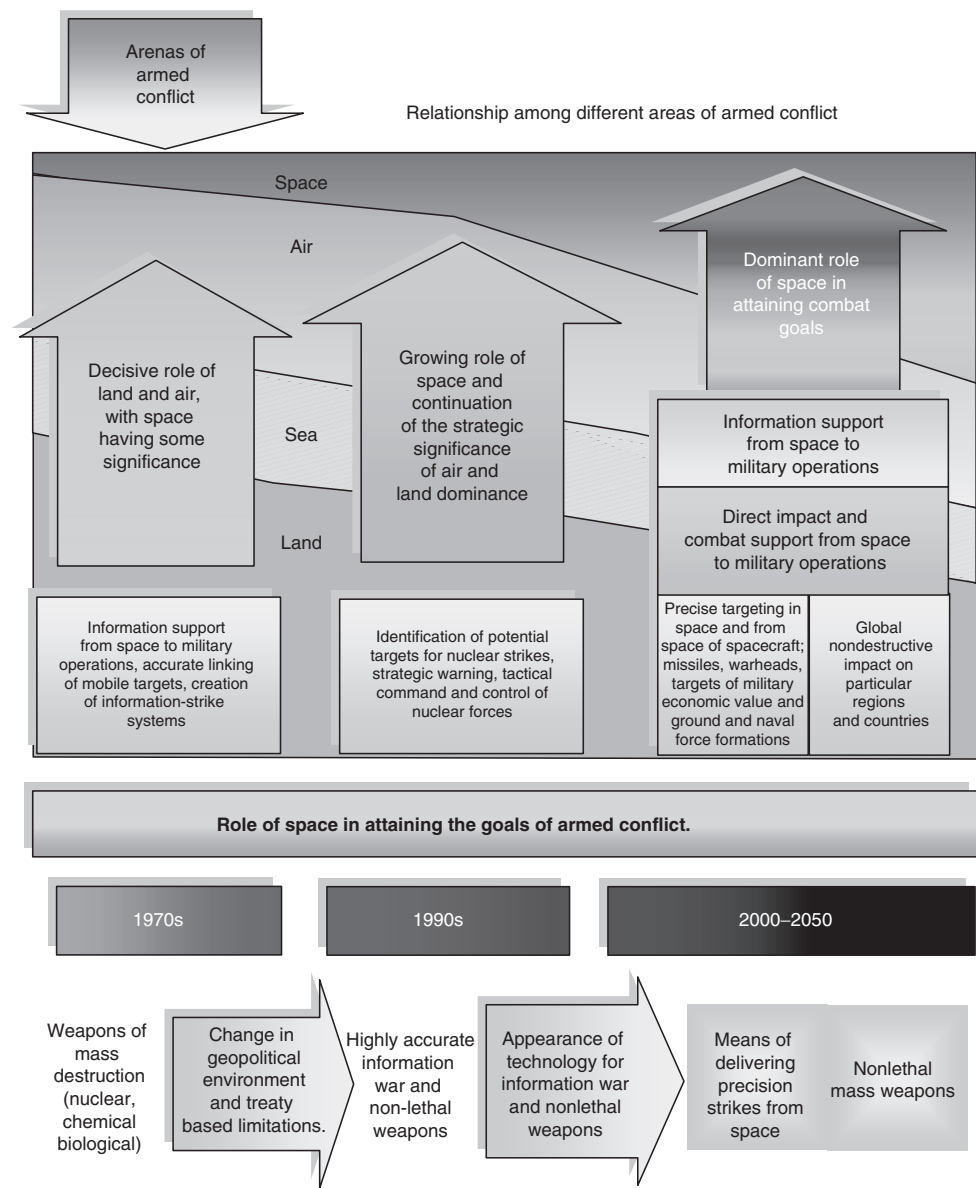 Arenas of
armed
conflict
Relationship among different areas of armed conflict
Space
Air
Sea
Land
Decisive role of
land and air,
with space
having some
significance
Growing role of
space and
continuation
of the strategic
significance
of air and
land dominance
Dominant role
of space in
attaining combat
goals
Information support
from space to
military operations
Direct impact and
combat support from space
to military operations
Information support
from space to military
operations, accurate linking
of mobile targets, creation
of information-strike
systems
Identification of potential
targets for nuclear strikes,
strategic warning, tactical
command and control of
nuclear forces
Precise targeting in
space and from
space of spacecraft;
missiles, warheads,
targets of military
economic value and
ground and naval
force formations
Global
nondestructive
impact on
particular
regions
and countries
Role of space in attaining the goals of armed conflict.
1970s
1990s
2000–2050
Weapons of
mass
destruction
(nuclear,
chemical
biological)
Change in
geopolitical
environment
and treaty
based limitations.
Highly accurate
information
war and
non-lethal
weapons
Appearance of
technology for
information war
and nonlethal
weapons
Means of
delivering
precision
strikes from
space
Nonlethal
mass weapons